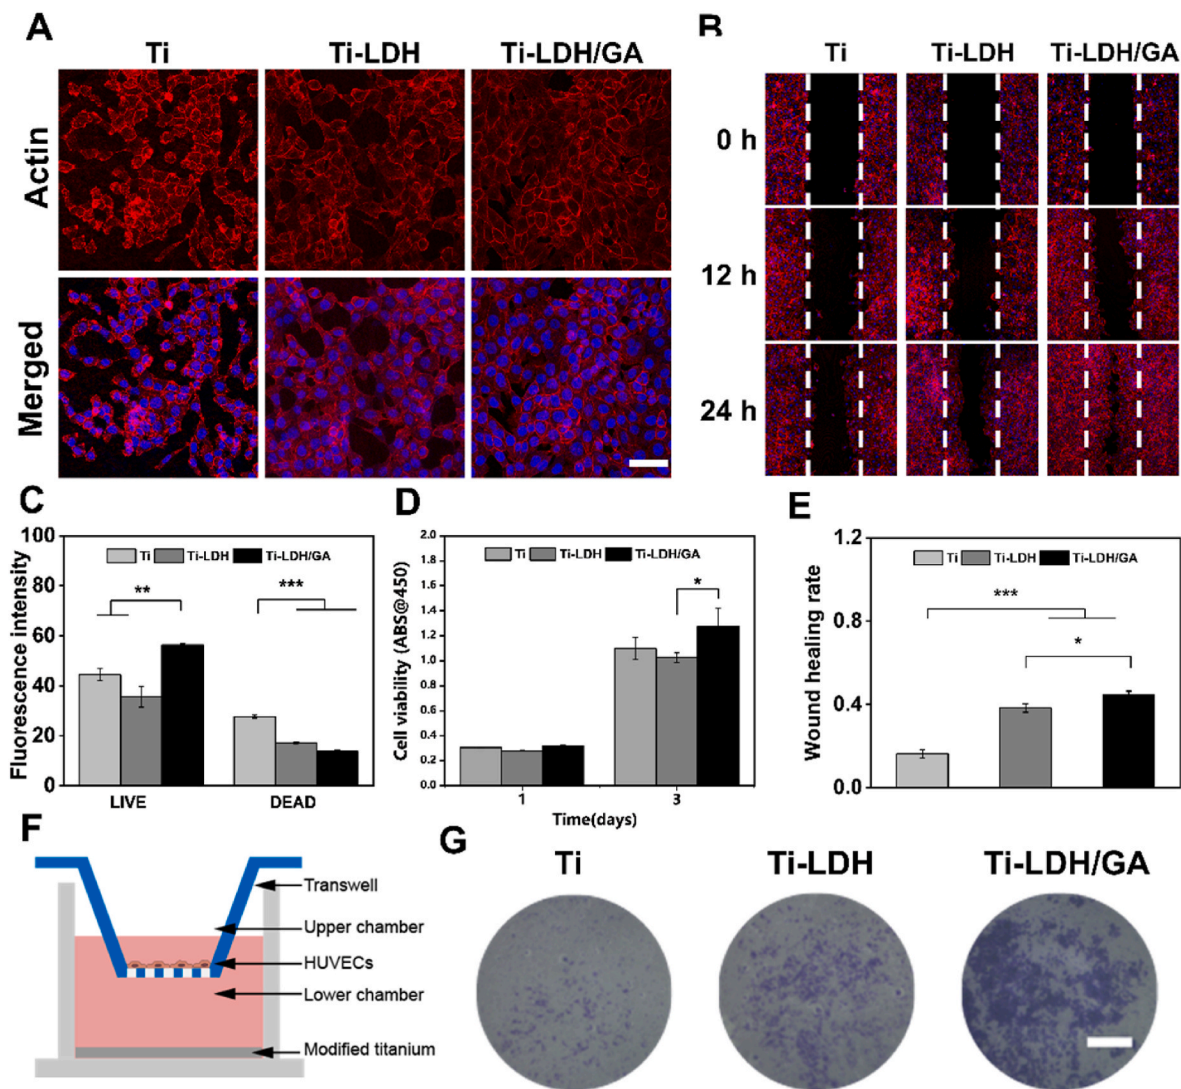 A
Ti
Ti-LDH
Ti-LDH/GA
Actin
Merged
B
Ti
Ti-LDH
Ti-LDH/GA
0 h
12 h
24 h
C
Fluorescence intensity
100
80
60
40
20
0
Ti
Ti-LDH
Ti-LDH/GA
**
***
LIVE
DEAD
D
Cell viability (ABS@450)
2.0
1.8
1.6
1.4
1.2
1.0
0.8
0.6
0.4
0.2
0.0
Ti
Ti-LDH
Ti-LDH/GA
*
1
3
Time(days)
E
Wound healing rate
1.2
0.8
0.4
0.0
Ti
Ti-LDH
Ti-LDH/GA
***
*
F
Transwell
Upper chamber
HUVECs
Lower chamber
Modified titanium
G
Ti
Ti-LDH
Ti-LDH/GA